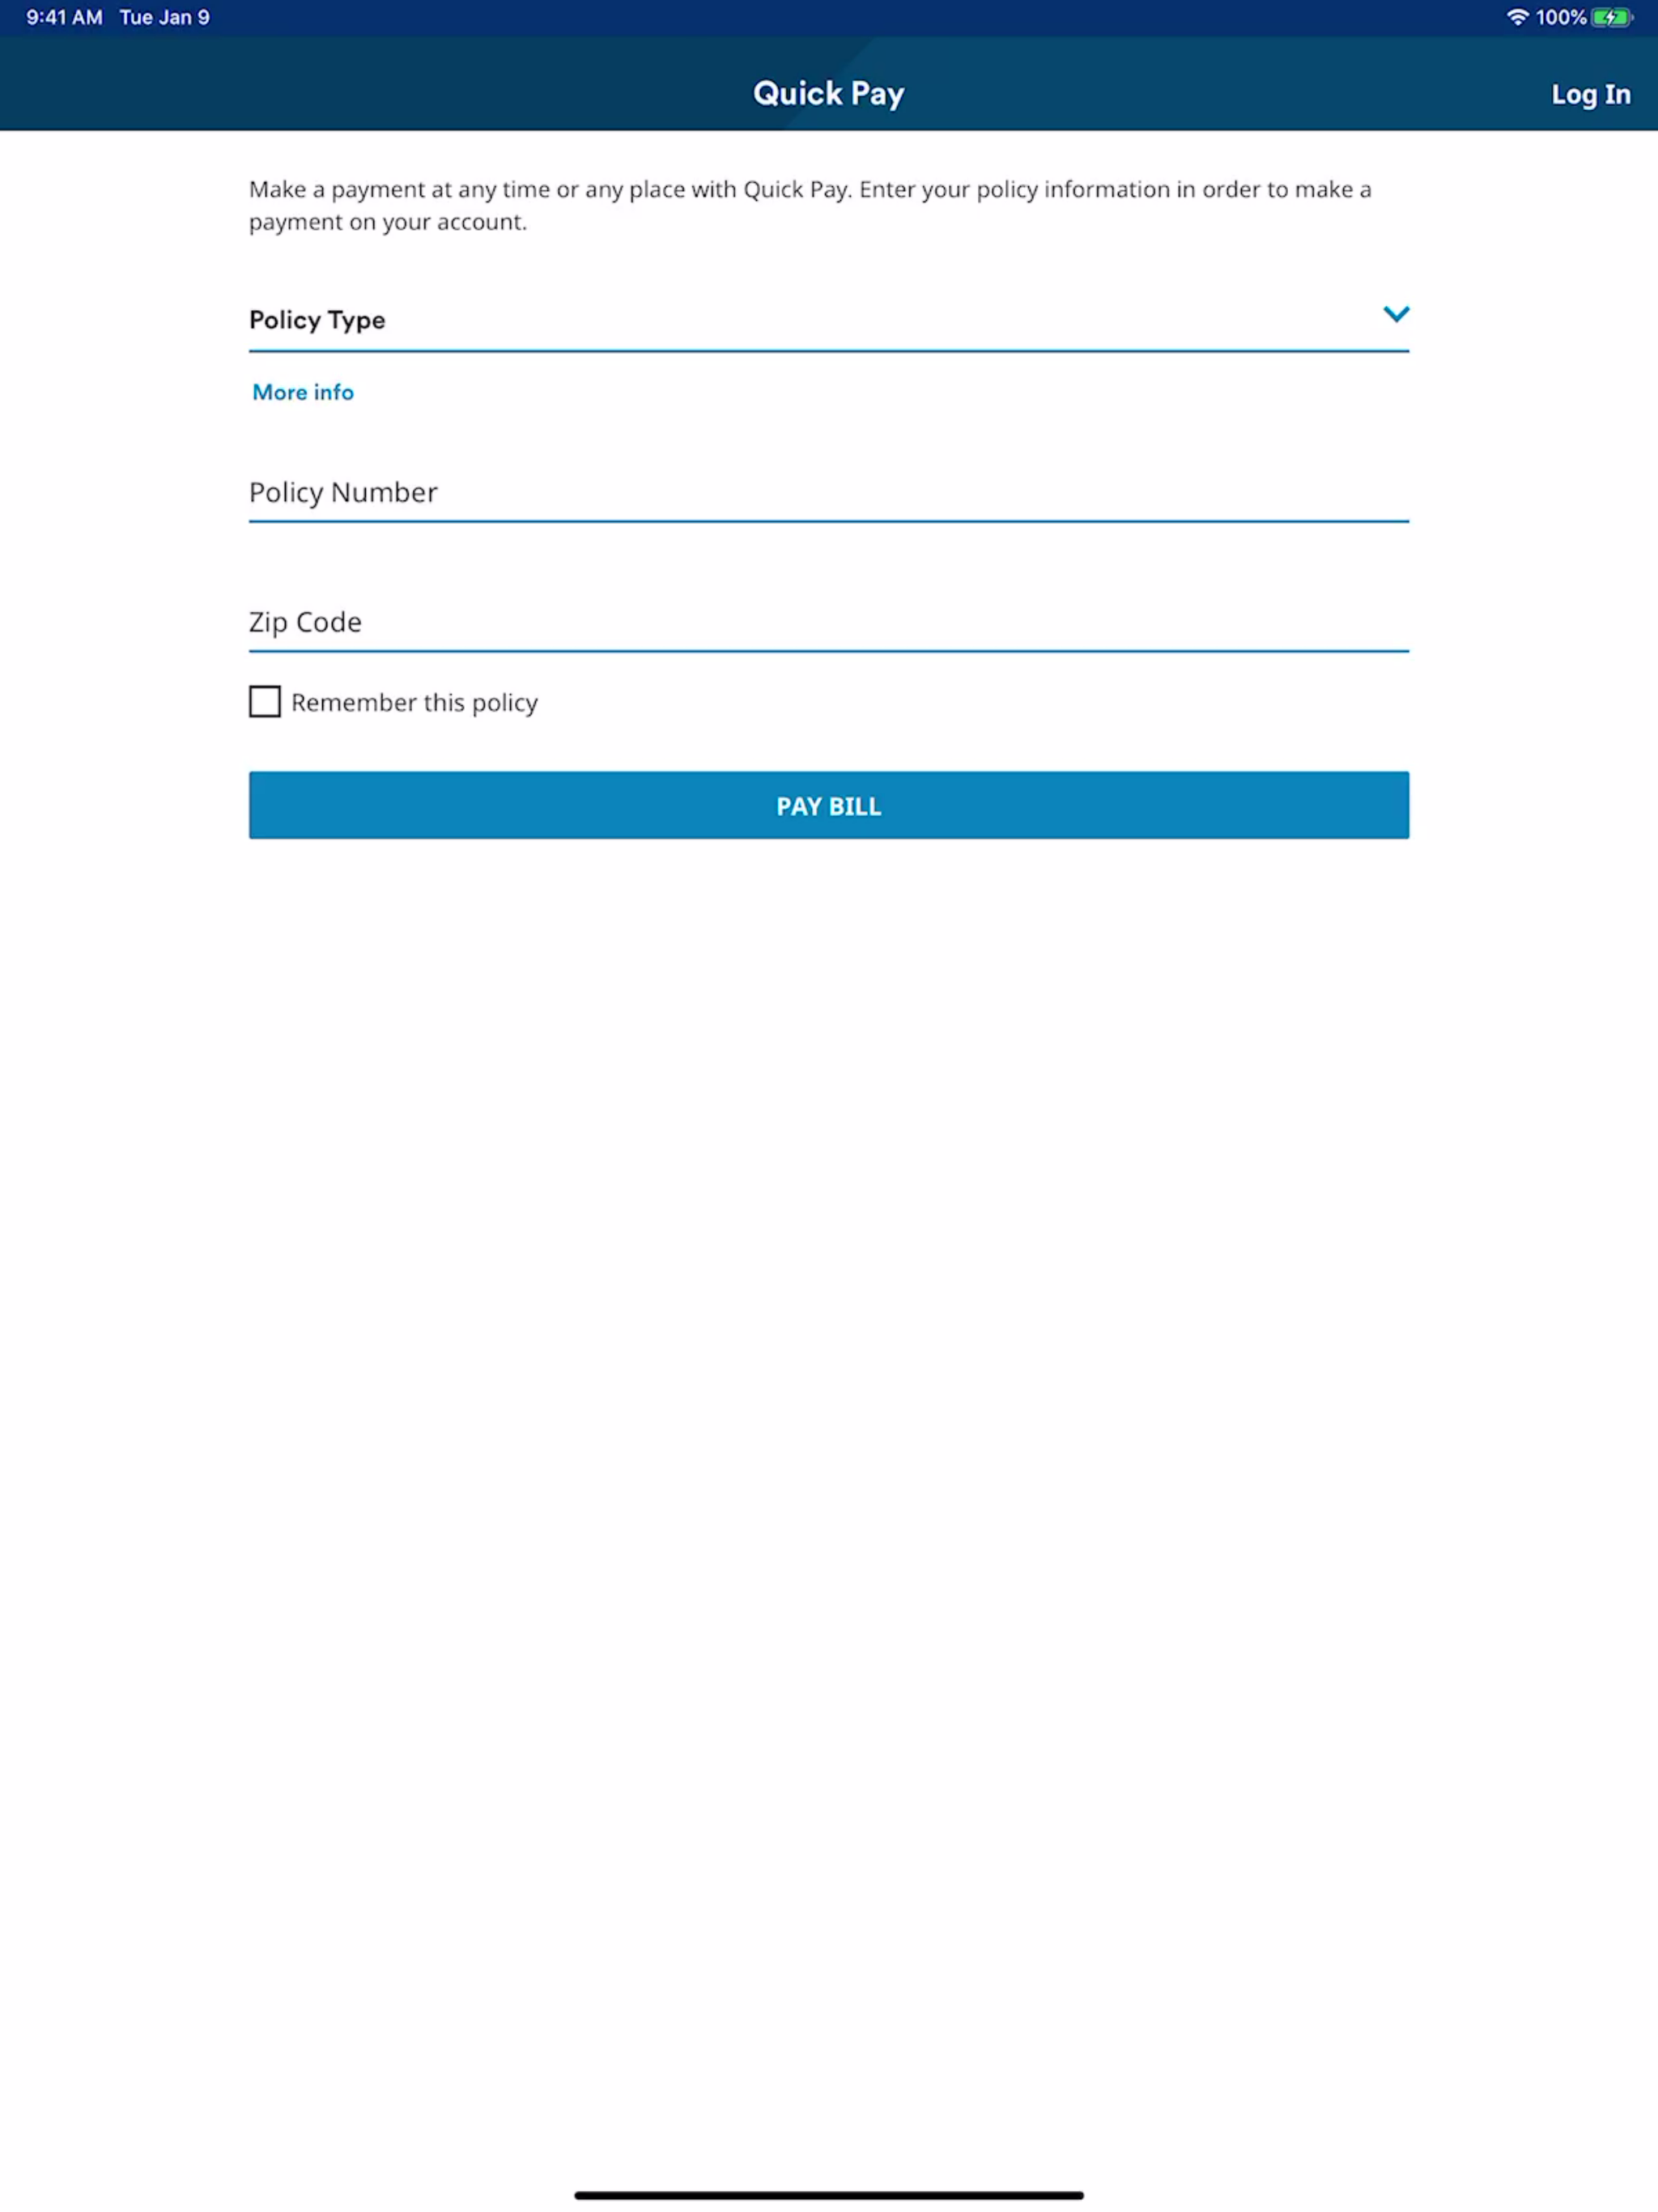 9:41 AM Tue Jan 9
100%
Quick Pay
Log In
Make a payment at any time or any place with Quick Pay. Enter your policy information in order to make a
payment on your account.
Policy Type
More info
Policy Number
Zip Code
Remember this policy
PAY BILL